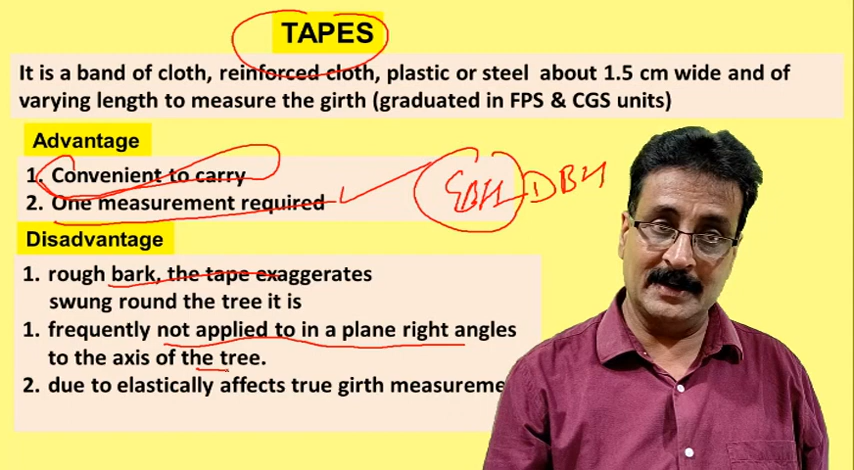 TAPES
It is a band of cloth, reinforced cloth, plastic or steel about 1.5 cm wide and of
varying length to measure the girth (graduated in FPS & CGS units)
Advantage
1. Convenient to carry
2. One measurement required
GBH DBH
Disadvantage
1. rough bark, the tape exaggerates
swung round the tree it is
1. frequently not applied to in a plane right angles
to the axis of the tree.
2. due to elastically affects true girth measureme